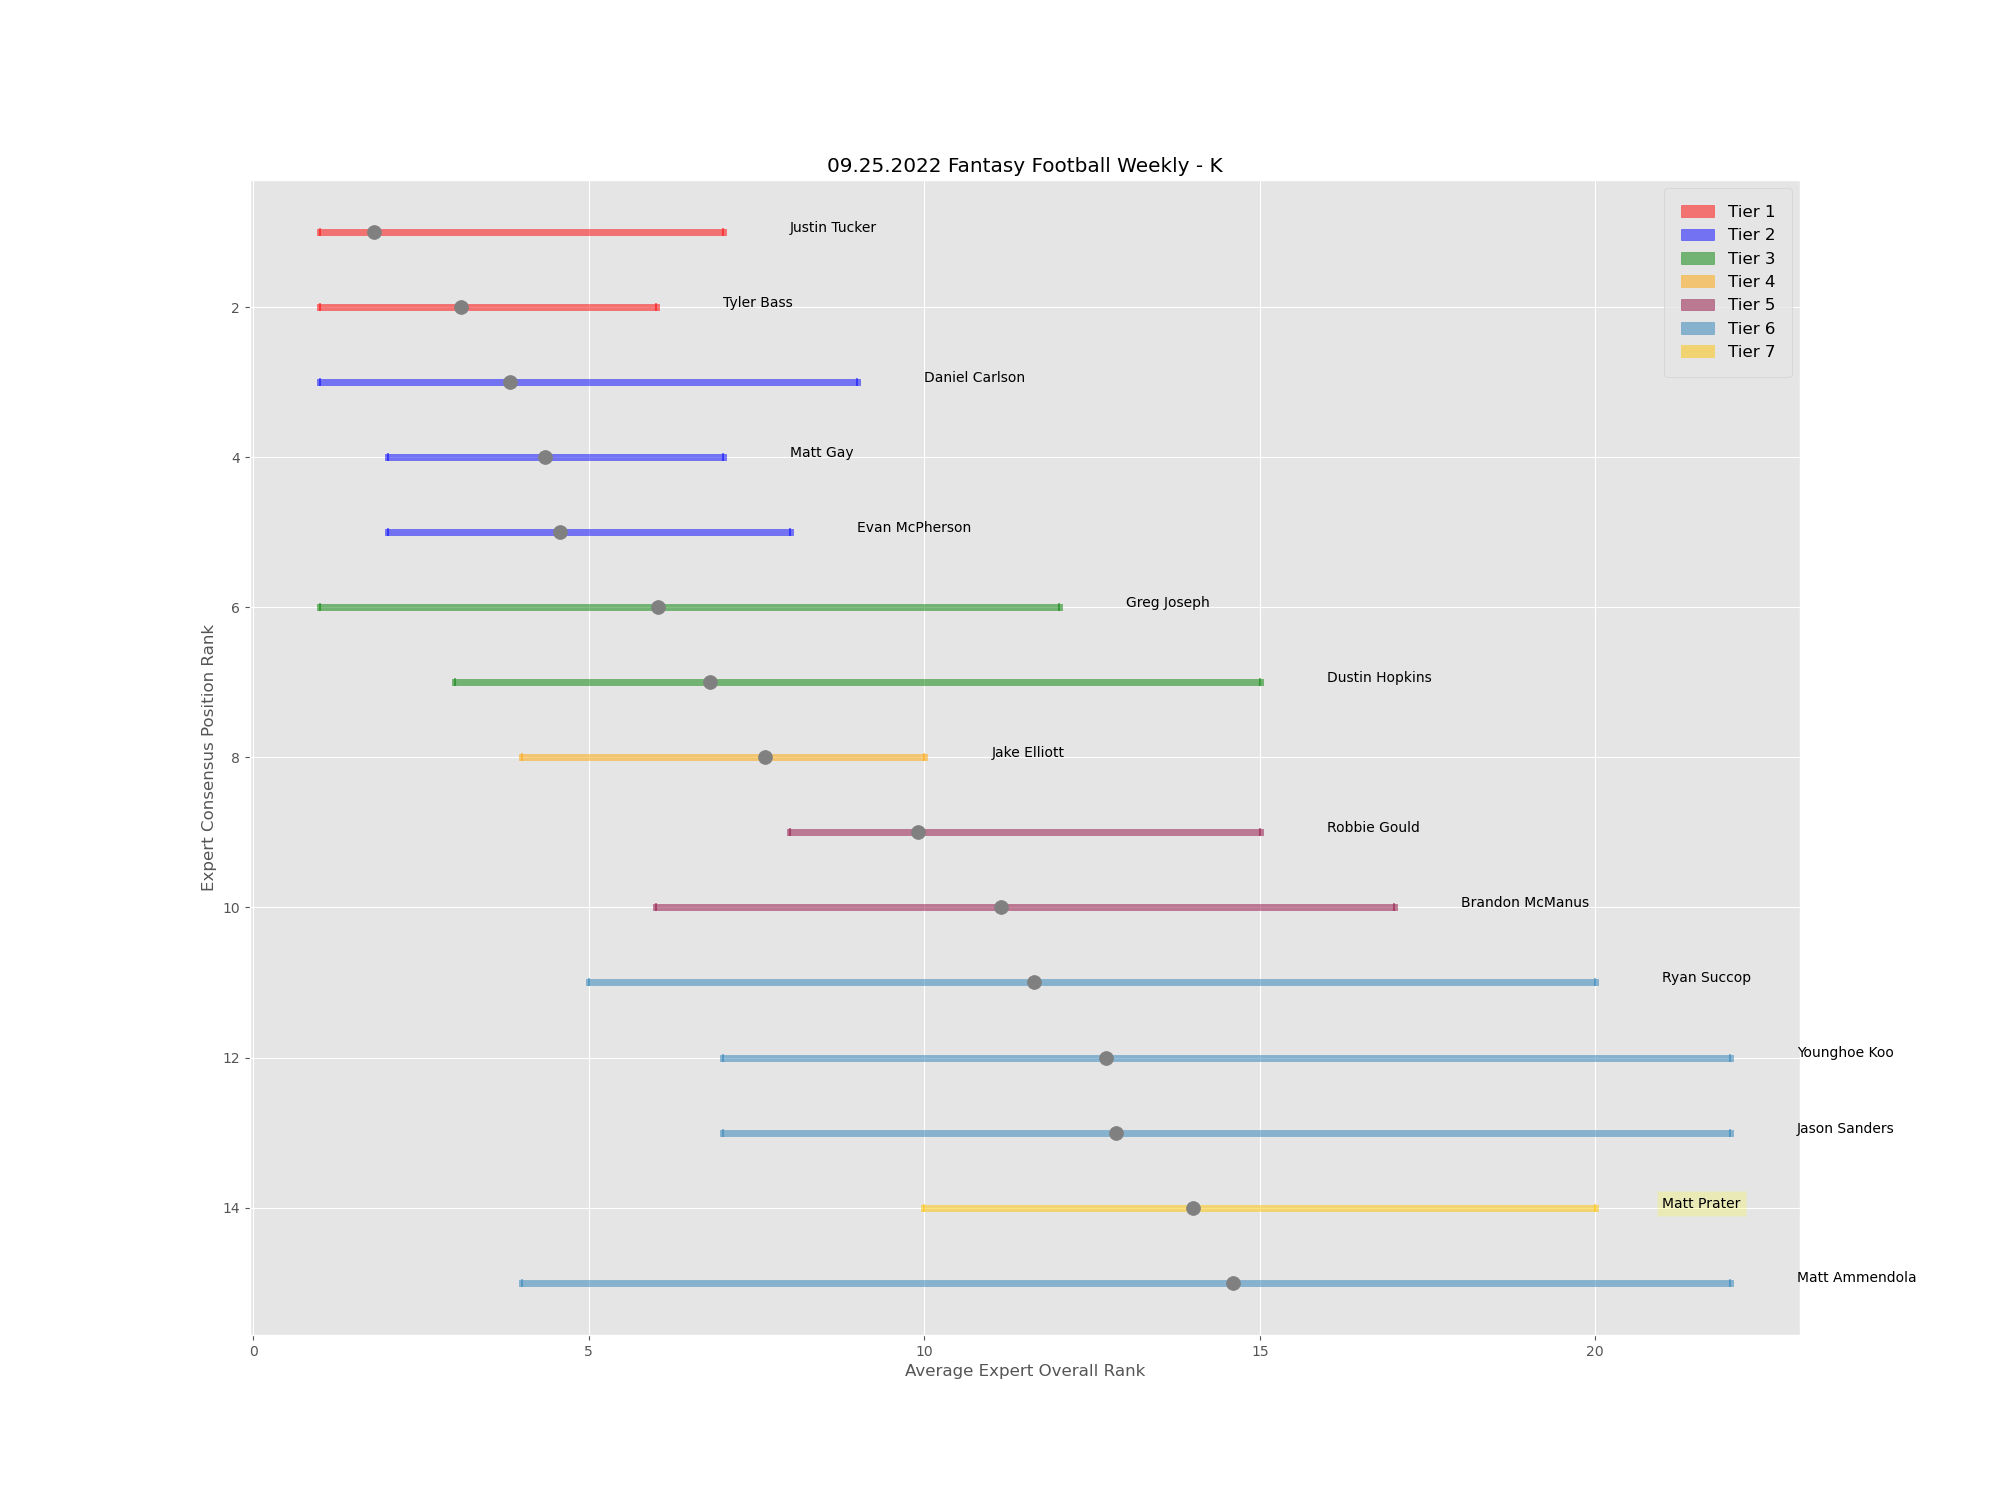 09.25.2022 Fantasy Football Weekly - K
Tier 1
Tier 2
Tier 3
Tier 4
Tier 5
Tier 6
Tier 7
Justin Tucker
Tyler Bass
Daniel Carlson
Matt Gay
Evan McPherson
Greg Joseph
Dustin Hopkins
Jake Elliott
Robbie Gould
Brandon McManus
Ryan Succop
Younghoe Koo
Jason Sanders
Matt Prater
Matt Ammendola
Expert Consensus Position Rank
2
4
6
8
10
12
14
0 5 10 15 20
Average Expert Overall Rank